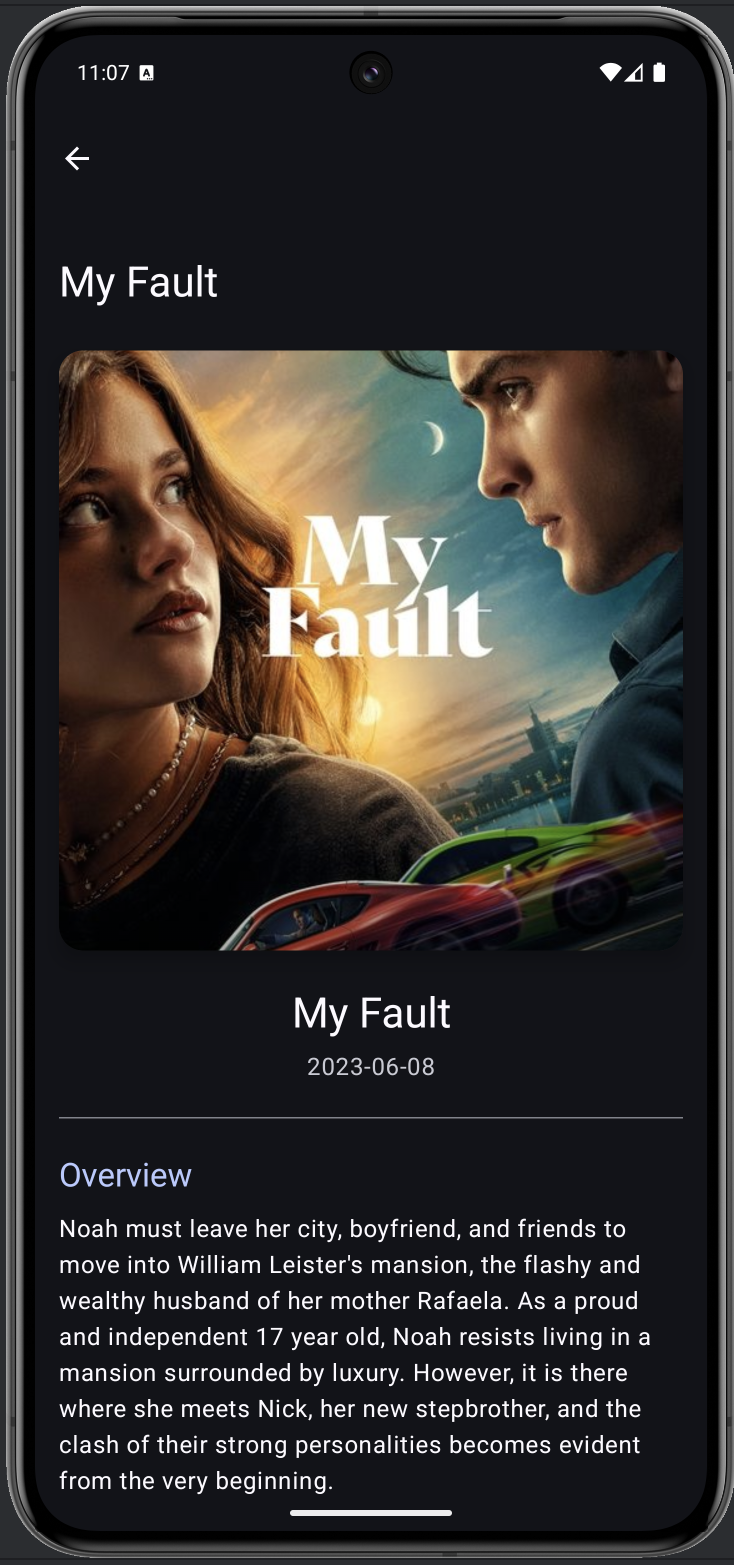 11:07 A
My Fault
My
Fault
My Fault
2023-06-08
Overview
Noah must leave her city, boyfriend, and friends to
move into William Leister's mansion, the flashy and
wealthy husband of her mother Rafaela. As a proud
and independent 17 year old, Noah resists living in a
mansion surrounded by luxury. However, it is there
where she meets Nick, her new stepbrother, and the
clash of their strong personalities becomes evident
from the very beginning.